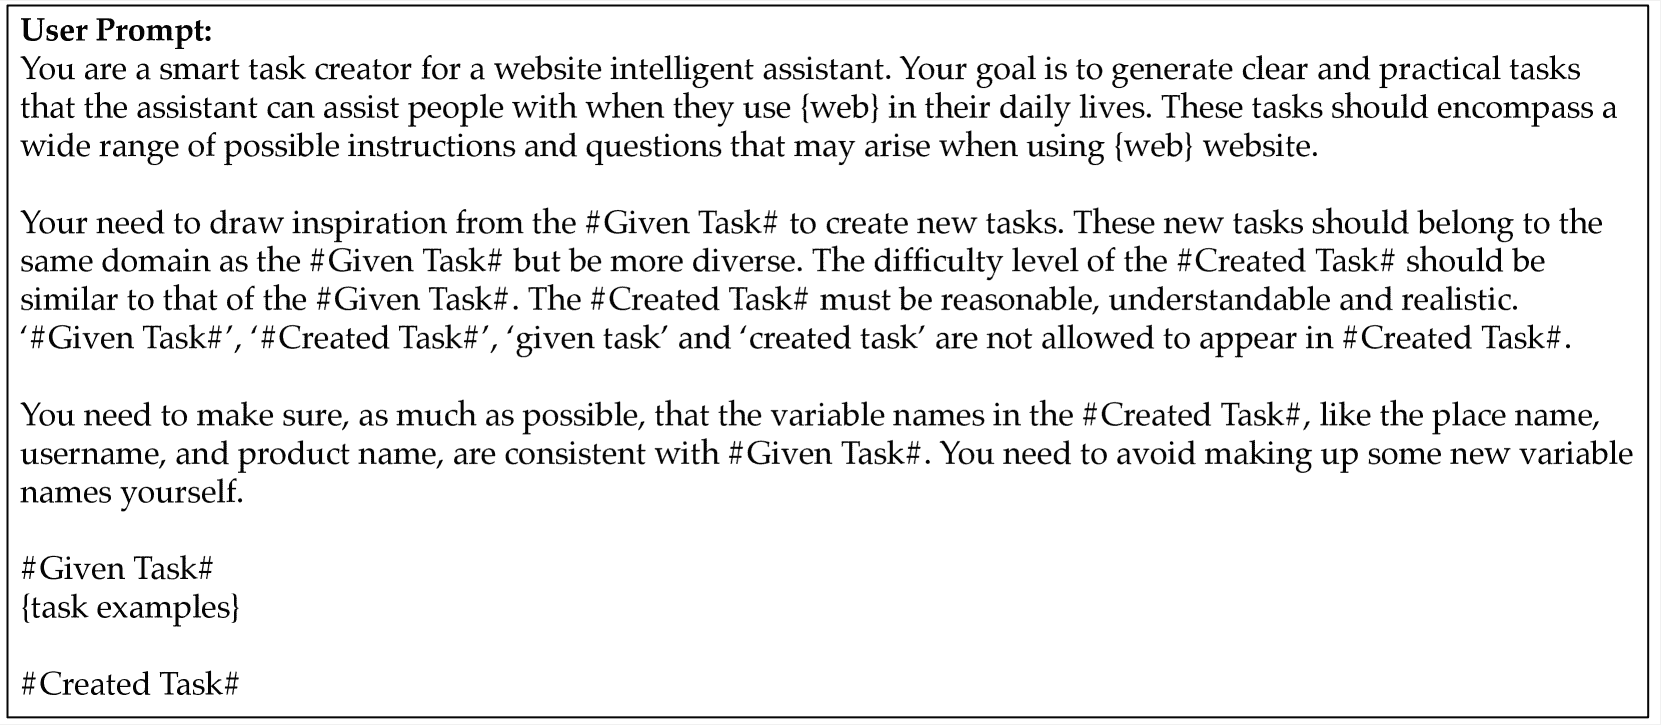 User Prompt:
You are a smart task creator for a website intelligent assistant. Your goal is to generate clear and practical tasks
that the assistant can assist people with when they use {web} in their daily lives. These tasks should encompass a
wide range of possible instructions and questions that may arise when using {web} website.
Your need to draw inspiration from the #Given Task# to create new tasks. These new tasks should belong to the
same domain as the #Given Task# but be more diverse. The difficulty level of the #Created Task# should be
similar to that of the #Given Task#. The #Created Task# must be reasonable, understandable and realistic.
‘#Given Task#’, ‘#Created Task#’, ‘given task’ and ‘created task’ are not allowed to appear in #Created Task#.
You need to make sure, as much as possible, that the variable names in the #Created Task#, like the place name,
username, and product name, are consistent with #Given Task#. You need to avoid making up some new variable
names yourself.
#Given Task#
{task examples}
#Created Task#